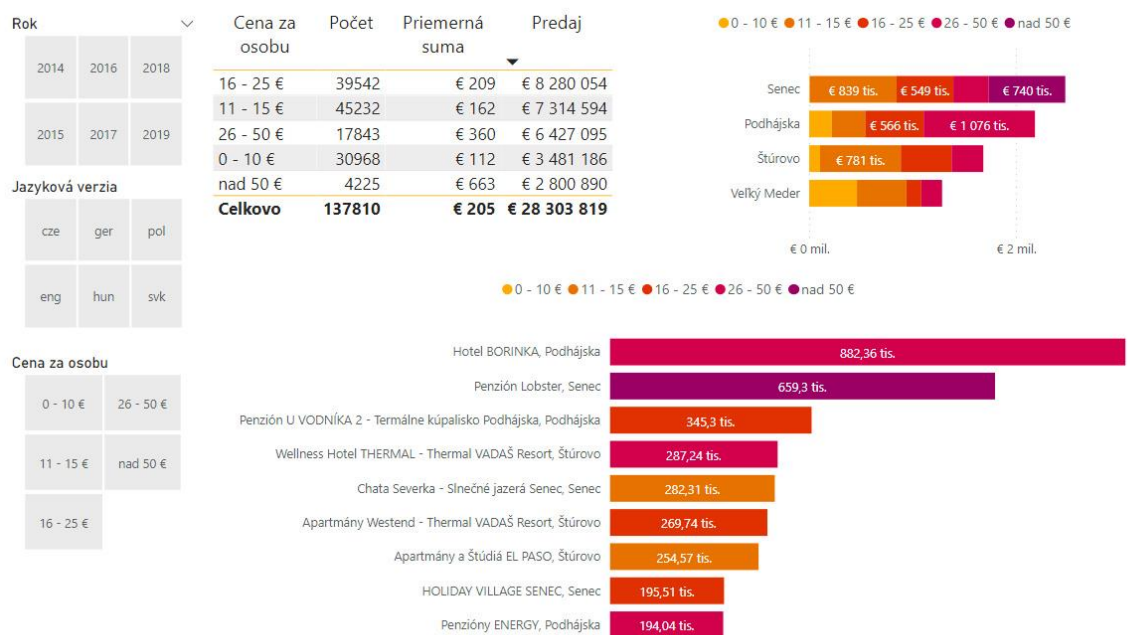 Rok
2014 2016 2018
2015 2017 2019
Jazyková verzia
cze ger pol
eng hun svk
Cena za osobu
0 - 10 € 26 - 50 €
11 - 15 € nad 50 €
16 - 25 €
Cena za osobu Počet Priemerná suma Predaj
16 - 25 € 39542 € 209 € 8 280 054
11 - 15 € 45232 € 162 € 7 314 594
26 - 50 € 17843 € 360 € 6 427 095
0 - 10 € 30968 € 112 € 3 481 186
nad 50 € 4225 € 663 € 2 800 890
Celkovo 137810 € 205 € 28 303 819
0 - 10 € 11 - 15 € 16 - 25 € 26 - 50 € nad 50 €
Senec € 839 tis. € 549 tis. € 740 tis.
Podhájska € 566 tis. € 1 076 tis.
Štúrovo € 781 tis.
Veľký Meder
€ 0 mil. € 2 mil.
0 - 10 € 11 - 15 € 16 - 25 € 26 - 50 € nad 50 €
Hotel BORINKA, Podhájska 882,36 tis.
Penzión Lobster, Senec 659,3 tis.
Penzión U VODNÍKA 2 - Termálne kúpalisko Podhájska, Podhájska 345,3 tis.
Wellness Hotel THERMAL - Thermal VADAŠ Resort, Štúrovo 287,24 tis.
Chata Severka - Slnečné jazerá Senec, Senec 282,31 tis.
Apartmány Westend - Thermal VADAŠ Resort, Štúrovo 269,74 tis.
Apartmány a Štúdiá EL PASO, Štúrovo 254,57 tis.
HOLIDAY VILLAGE SENEC, Senec 195,51 tis.
Penzióny ENERGY, Podhájska 194,04 tis.